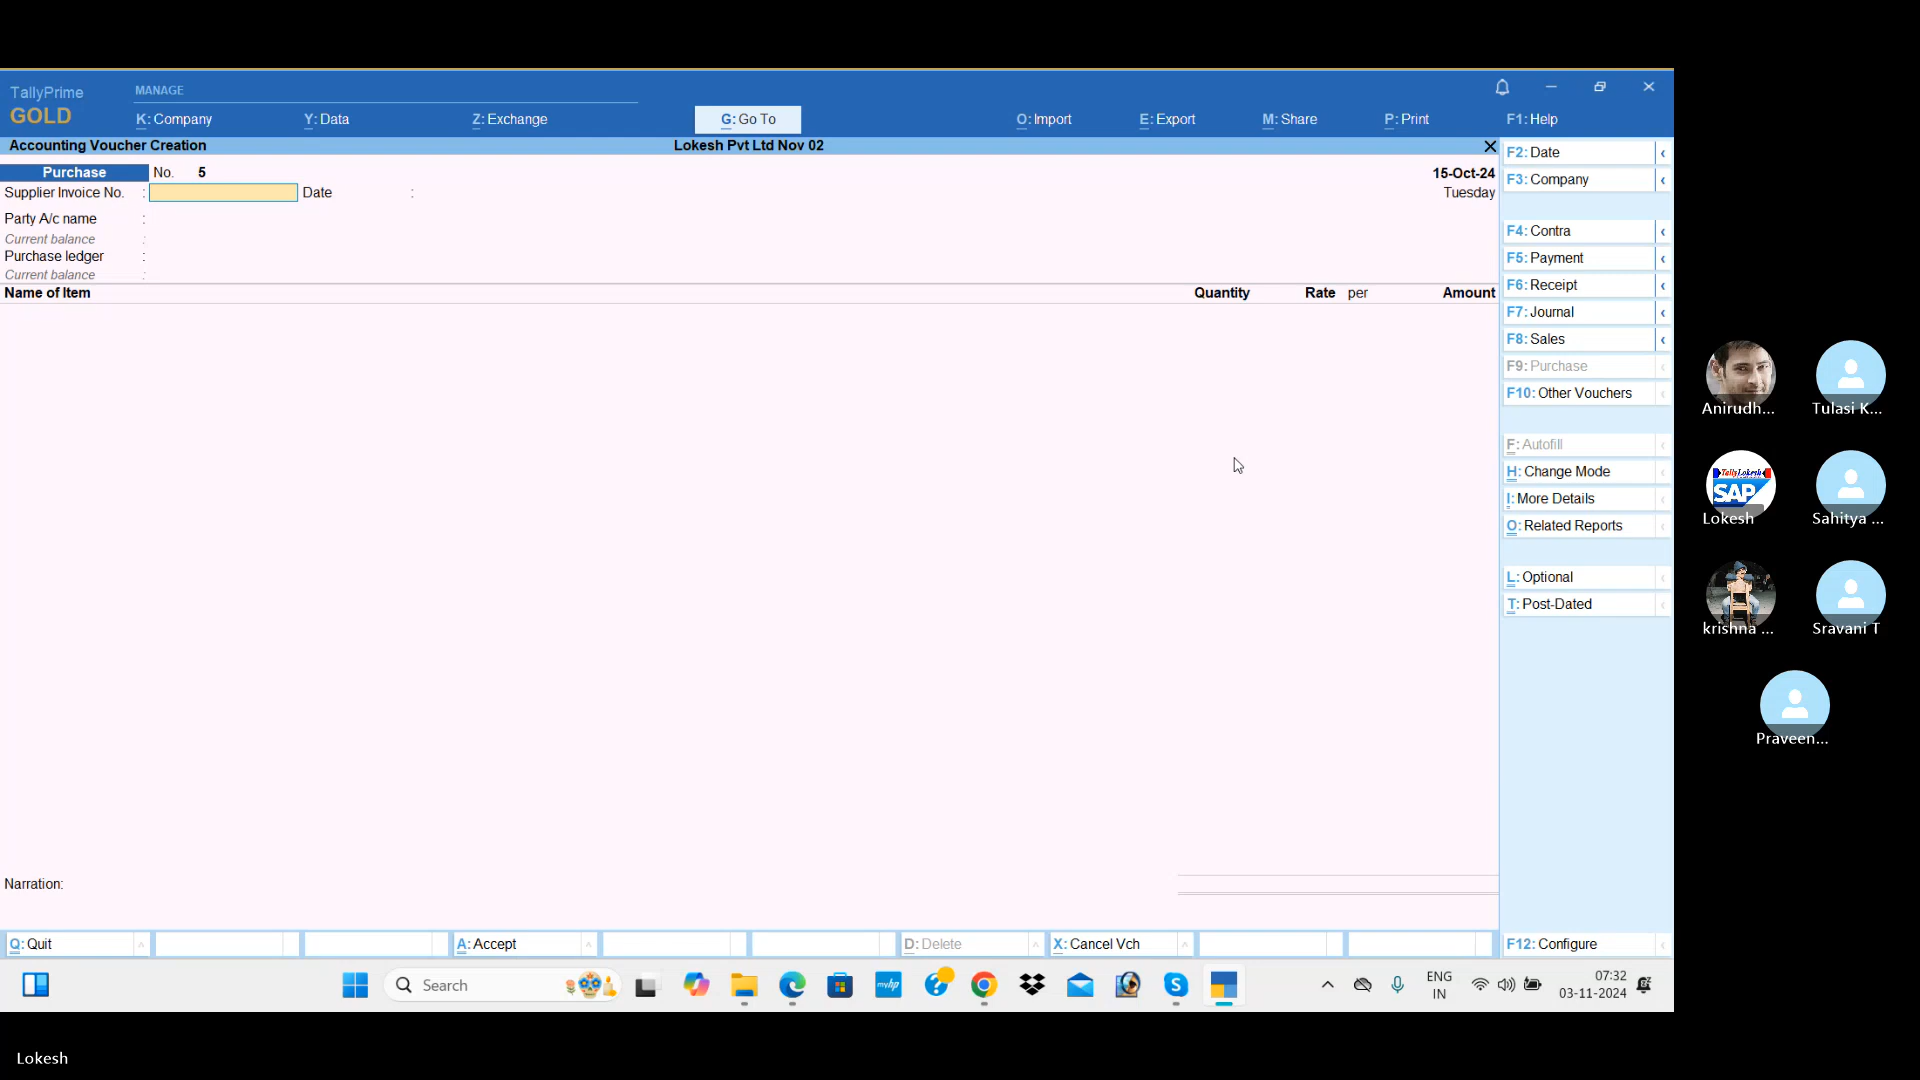 TallyPrime
GOLD
MANAGE
K: Company
Y: Data
Z: Exchange
G: Go To
O: Import
E: Export
M: Share
P: Print
F1: Help
Accounting Voucher Creation
Lokesh Pvt Ltd Nov 02
Purchase No. 5
15-Oct-24
Supplier Invoice No. : Date :
Tuesday
Party A/c name :
Current balance :
Purchase ledger :
Current balance :
Name of Item Quantity Rate per Amount
Narration:
F2: Date
F3: Company
F4: Contra
F5: Payment
F6: Receipt
F7: Journal
F8: Sales
F9: Purchase
F10: Other Vouchers
F: Autofill
H: Change Mode
I: More Details
O: Related Reports
L: Optional
T: Post-Dated
F12: Configure
Q: Quit
A: Accept
D: Delete
X: Cancel Vch
Search
myhp
ENG
IN
07:32
03-11-2024
Anirudh...
Tulasi K...
TallyLokesh
SAP
Lokesh
Sahitya ...
krishna ...
Sravani T
Praveen...
Lokesh